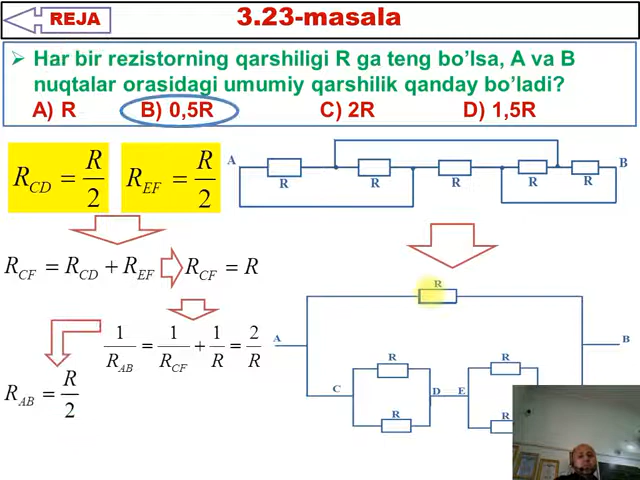 REJA
3.23-masala
Har bir rezistorning qarshiligi R ga teng bo’lsa, A va B
nuqtalar orasidagi umumiy qarshilik qanday bo’ladi?
A) R B) 0,5R C) 2R D) 1,5R
R_CD = R/2 R_EF = R/2
A R R R R R B
R_CF = R_CD + R_EF R_CF = R
1/R_AB = 1/R_CF + 1/R = 2/R
R_AB = R/2
R
A B
R R
C D E
R